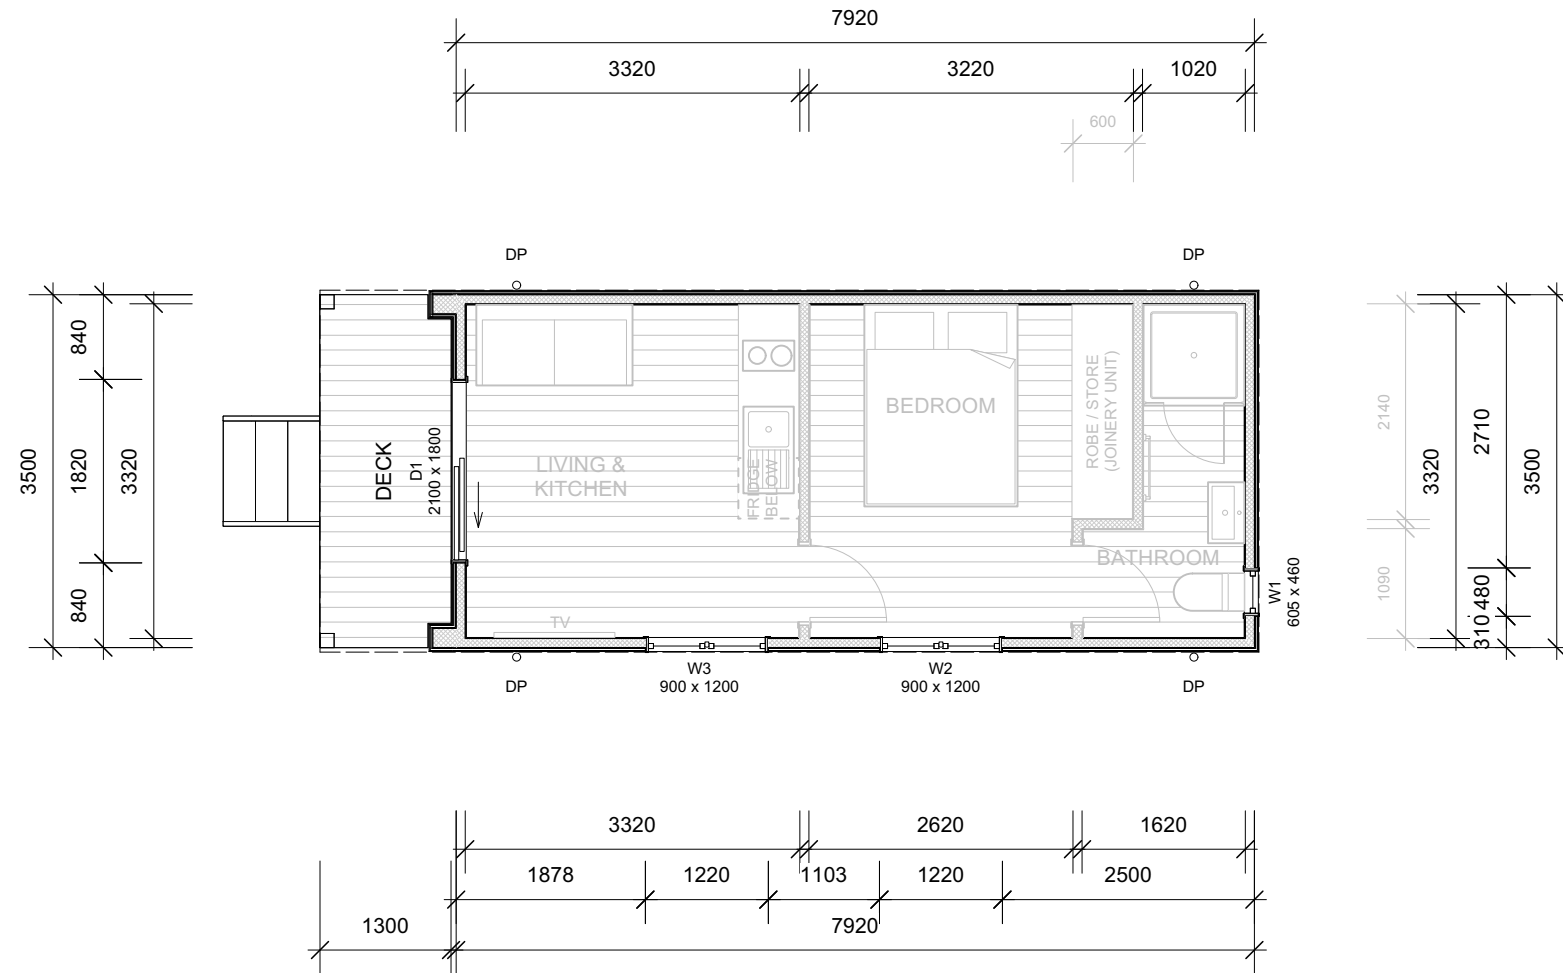 7920
3320
3220
1020
600
DP
DP
3500
840
1820
840
3320
DECK
D1
2100 x 1800
LIVING &
KITCHEN
FRIDGE
BELOW
BEDROOM
ROBE / STORE
(JOINERY UNIT)
BATHROOM
TV
W1
605 x 460
2140
1090
3320
2710
480
310
3500
DP
W3
900 x 1200
W2
900 x 1200
DP
3320
2620
1620
1878
1220
1103
1220
2500
1300
7920